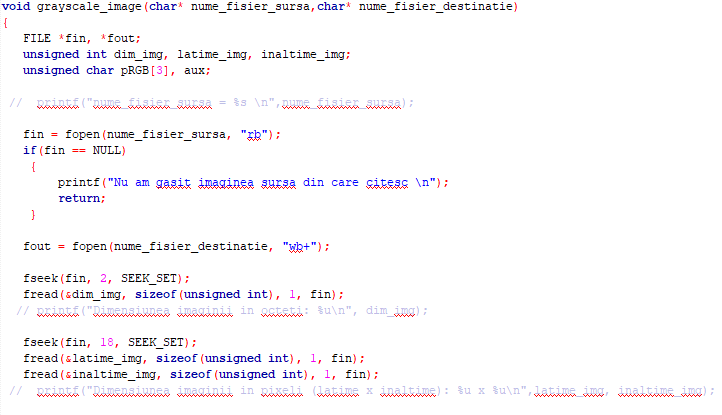 void grayscale_image(char* nume_fisier_sursa,char* nume_fisier_destinatie)
{
FILE *fin, *fout;
unsigned int dim_img, latime_img, inaltime_img;
unsigned char pRGB[3], aux;
// printf("nume_fisier_sursa = %s \n",nume_fisier_sursa);
fin = fopen(nume_fisier_sursa, "rb");
if(fin == NULL)
{
printf("Nu am gasit imaginea sursa din care citesc \n");
return;
}
fout = fopen(nume_fisier_destinatie, "wb+");
fseek(fin, 2, SEEK_SET);
fread(&dim_img, sizeof(unsigned int), 1, fin);
// printf("Dimensiunea imaginii in octeti: %u\n", dim_img);
fseek(fin, 18, SEEK_SET);
fread(&latime_img, sizeof(unsigned int), 1, fin);
fread(&inaltime_img, sizeof(unsigned int), 1, fin);
// printf("Dimensiunea imaginii in pixeli (latime x inaltime): %u x %u\n",latime_img, inaltime_img);